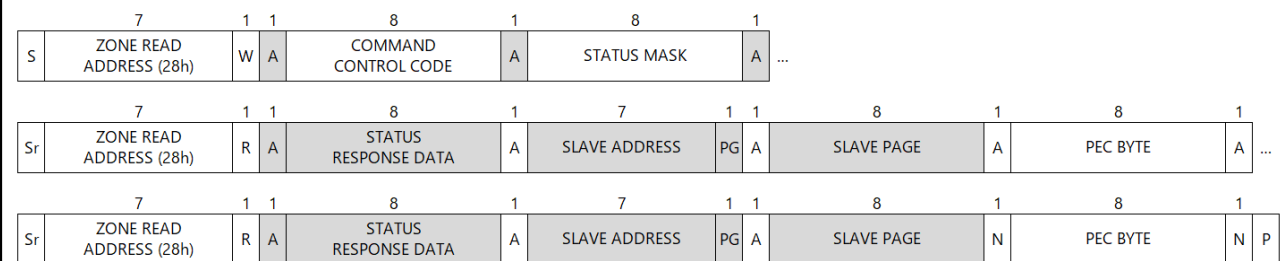 7 1 1 8 1 8 1
S ZONE READ ADDRESS (28h) W A COMMAND CONTROL CODE A STATUS MASK A ...
7 1 1 8 1 7 1 1 8 1 8 1
Sr ZONE READ ADDRESS (28h) R A STATUS RESPONSE DATA A SLAVE ADDRESS PG A SLAVE PAGE A PEC BYTE A ...
7 1 1 8 1 7 1 1 8 1 8 1
Sr ZONE READ ADDRESS (28h) R A STATUS RESPONSE DATA A SLAVE ADDRESS PG A SLAVE PAGE N PEC BYTE N P